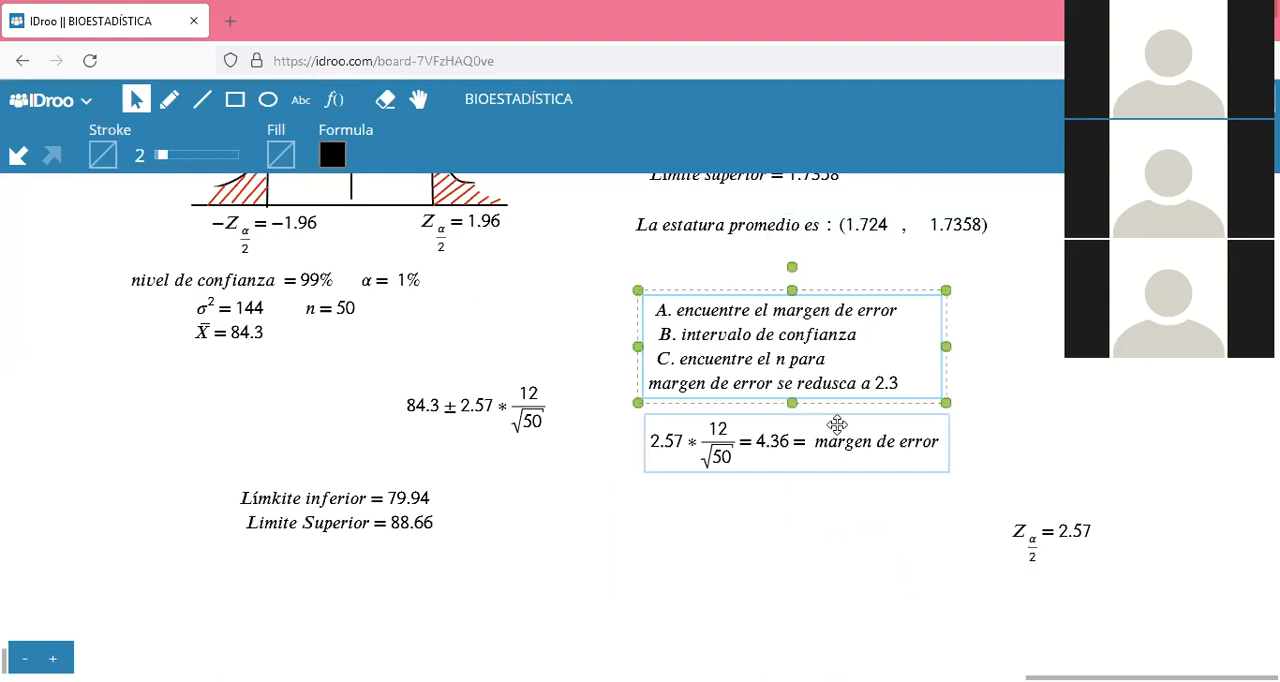 IDroo || BIOESTADÍSTICA
https://idroo.com/board-7VFzHAQ0ve
IDroo
Abc
f()
BIOESTADÍSTICA
Stroke
Fill
Formula
2
Límite superior = 1.7358
−Z α/2 = −1.96
Z α/2 = 1.96
La estatura promedio es : (1.724 , 1.7358)
nivel de confianza = 99% α = 1%
σ² = 144 n = 50
X̅ = 84.3
A. encuentre el margen de error
B. intervalo de confianza
C. encuentre el n para
margen de error se redusca a 2.3
84.3 ± 2.57 * 12/√50
2.57 * 12/√50 = 4.36 = margen de error
Límkite inferior = 79.94
Limite Superior = 88.66
Z α/2 = 2.57
- +